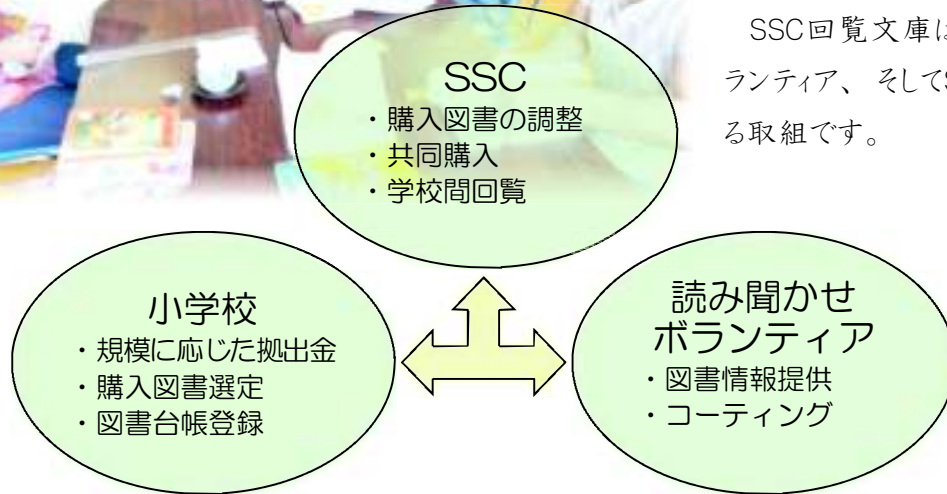 SSC回覧文庫は
ランティア、そして
る取組です。
SSC
・購入図書の調整
・共同購入
・学校間回覧
小学校
・規模に応じた拠出金
・購入図書選定
・図書台帳登録
読み聞かせ
ボランティア
・図書情報提供
・コーティング